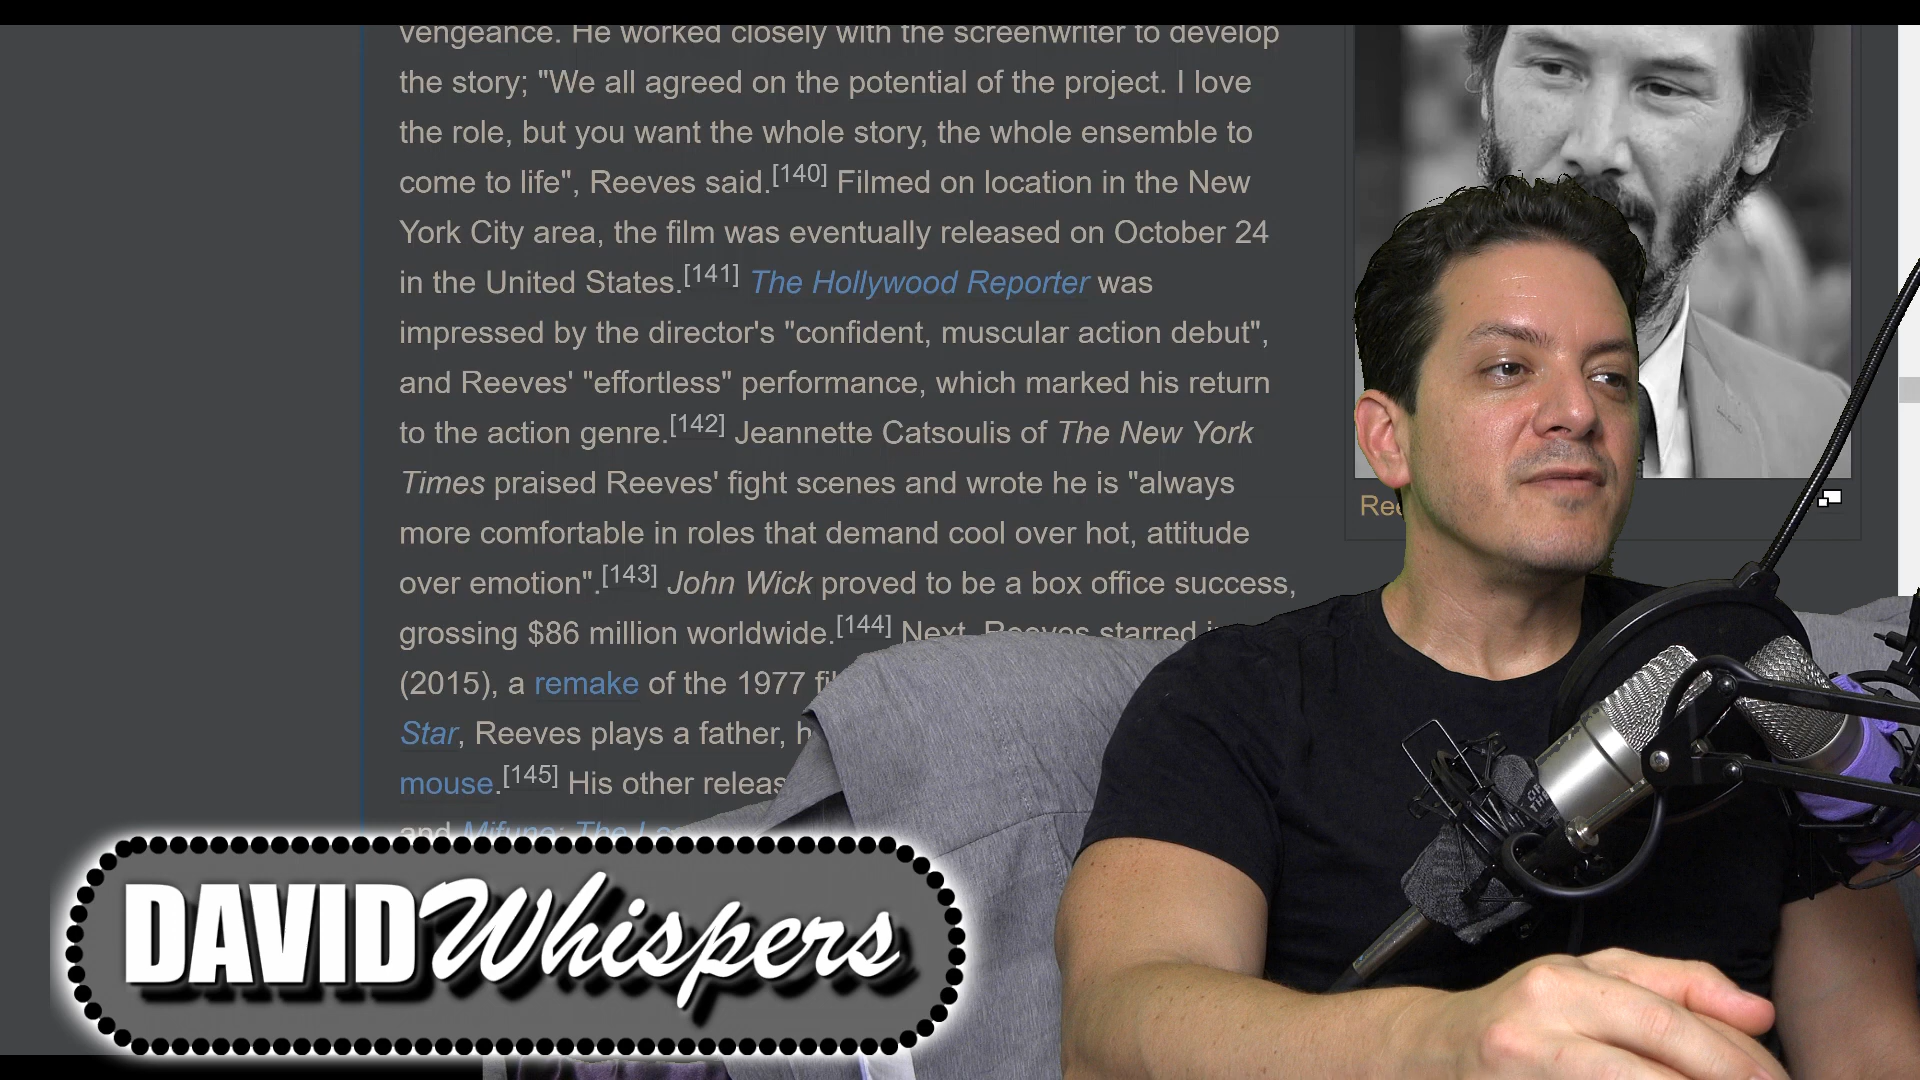 vengeance. He worked closely with the screenwriter to develop
the story; "We all agreed on the potential of the project. I love
the role, but you want the whole story, the whole ensemble to
come to life", Reeves said.[140] Filmed on location in the New
York City area, the film was eventually released on October 24
in the United States.[141] The Hollywood Reporter was
impressed by the director's "confident, muscular action debut",
and Reeves' "effortless" performance, which marked his return
to the action genre.[142] Jeannette Catsoulis of The New York
Times praised Reeves' fight scenes and wrote he is "always
more comfortable in roles that demand cool over hot, attitude
over emotion".[143] John Wick proved to be a box office success,
grossing $86 million worldwide.[144] Next, Reeves starred
(2015), a remake of the 1977
Star, Reeves plays a father,
mouse.[145] His other
and Mifune: The
DAVIDWhispers